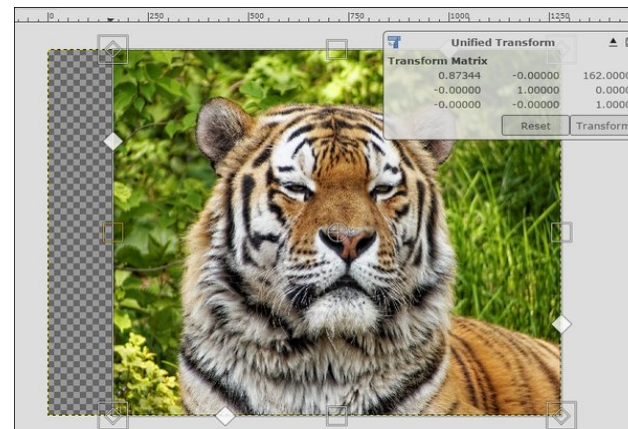 0 250 500 750 1000 1250
Unified Transform
Transform Matrix
0.87344 -0.00000 162.0000
-0.00000 1.00000 0.0000
-0.00000 -0.00000 1.0000
Reset Transform